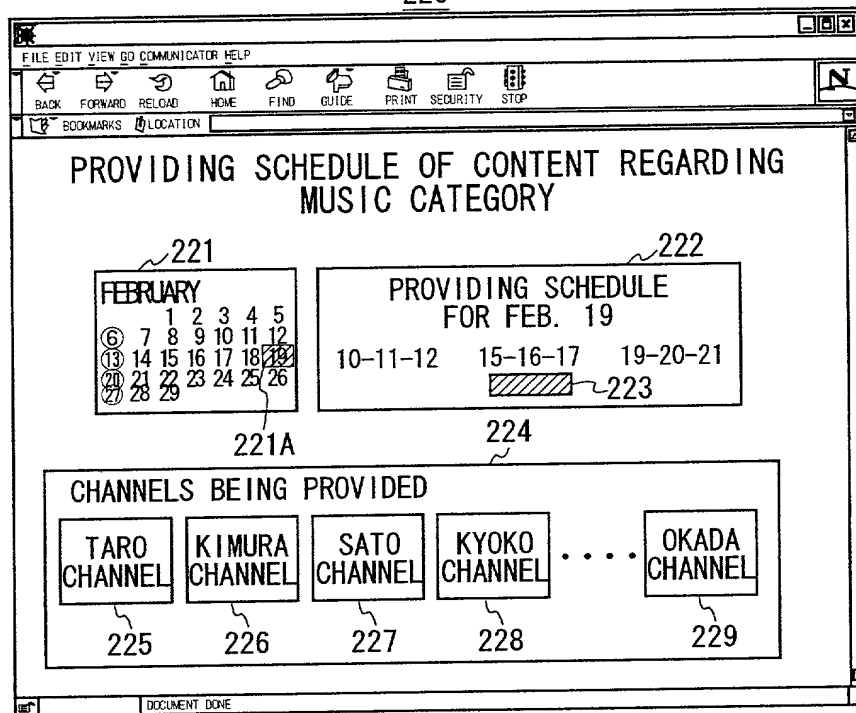 FILE EDIT VIEW GO COMMUNICATOR HELP
BACK FORWARD RELOAD HOME FIND GUIDE PRINT SECURITY STOP
N
BOOKMARKS LOCATION
PROVIDING SCHEDULE OF CONTENT REGARDING
MUSIC CATEGORY
221
FEBRUARY
1 2 3 4 5
6 7 8 9 10 11 12
13 14 15 16 17 18 19
20 21 22 23 24 25 26
27 28 29
221A
222
PROVIDING SCHEDULE
FOR FEB. 19
10-11-12 15-16-17 19-20-21
223
224
CHANNELS BEING PROVIDED
TARO CHANNEL
KIMURA CHANNEL
SATO CHANNEL
KYOKO CHANNEL
....
OKADA CHANNEL
225 226 227 228 229
DOCUMENT DONE